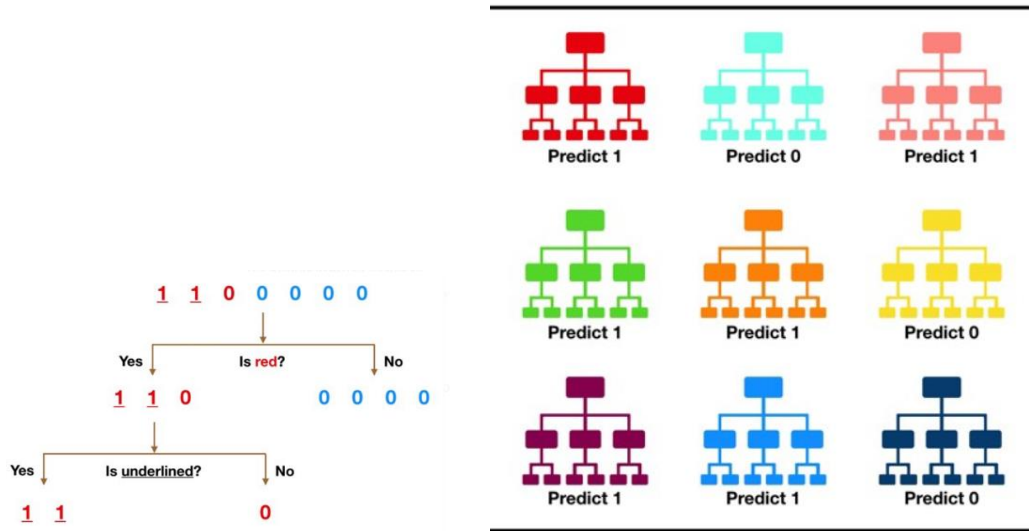 1 1 0 0 0 0 0
Yes Is red? No
1 1 0 0 0 0 0
Yes Is underlined? No
1 1 0
Predict 1 Predict 0 Predict 1
Predict 1 Predict 1 Predict 0
Predict 1 Predict 1 Predict 0